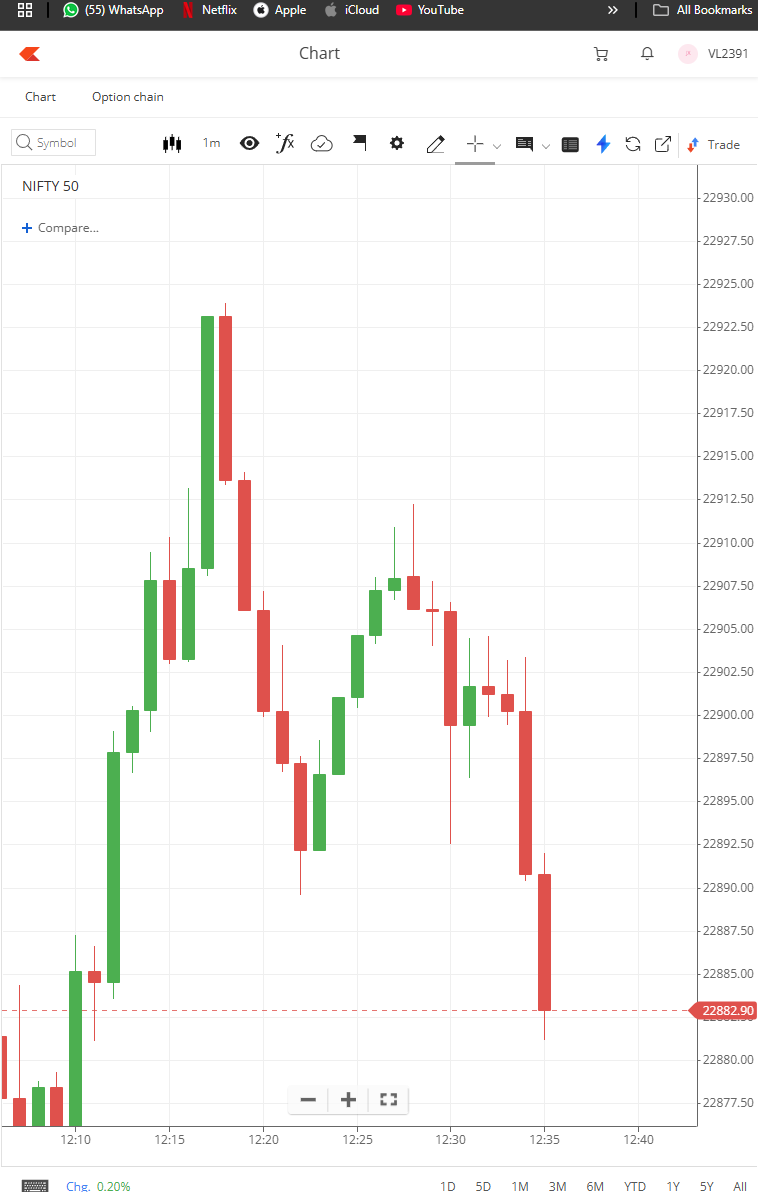 (55) WhatsApp Netflix Apple iCloud YouTube » All Bookmarks
Chart VL2391
Chart Option chain
Symbol 1m Trade
NIFTY 50
+ Compare...
22930.00
22927.50
22925.00
22922.50
22920.00
22917.50
22915.00
22912.50
22910.00
22907.50
22905.00
22902.50
22900.00
22897.50
22895.00
22892.50
22890.00
22887.50
22885.00
22882.90
22880.00
22877.50
12:10 12:15 12:20 12:25 12:30 12:35 12:40
Chg. 0.20% 1D 5D 1M 3M 6M YTD 1Y 5Y All